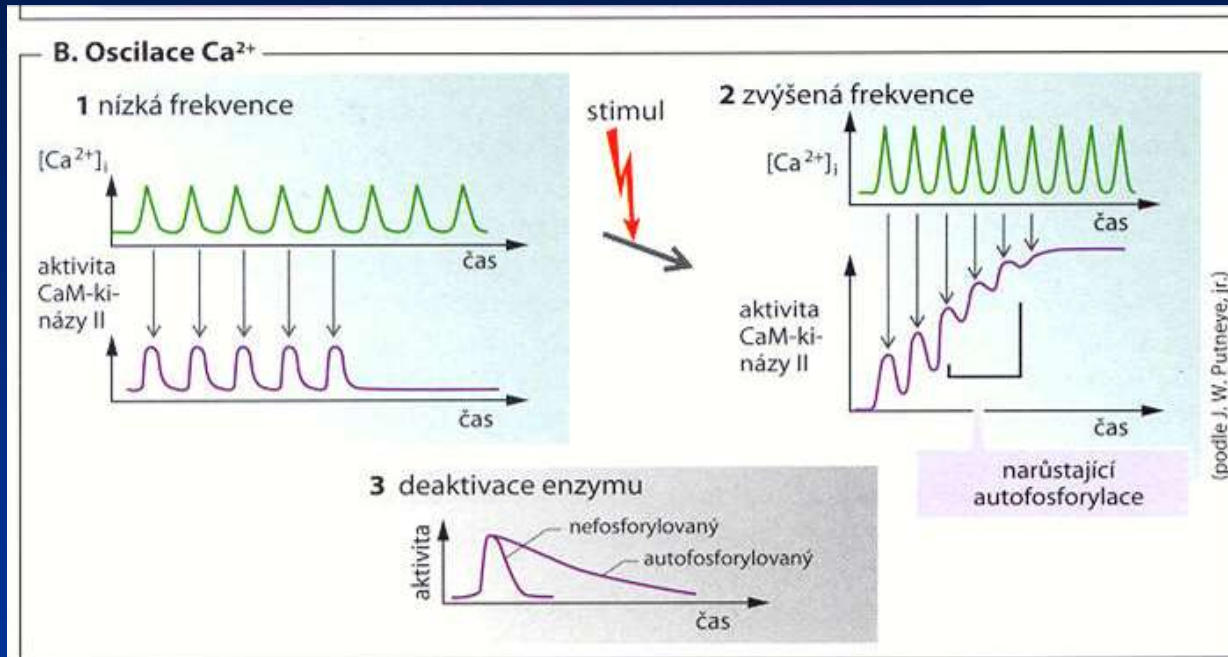 B. Oscilace Ca²⁺
1 nízká frekvence
[Ca²⁺]i
čas
aktivita
CaM-ki-
názy II
čas
stimul
2 zvýšená frekvence
[Ca²⁺]i
čas
aktivita
CaM-ki-
názy II
čas
narůstající
autofosforylace
(podle J. W. Putneye, jr.)
3 deaktivace enzymu
aktivita
nefosforylovaný
autofosforylovaný
čas